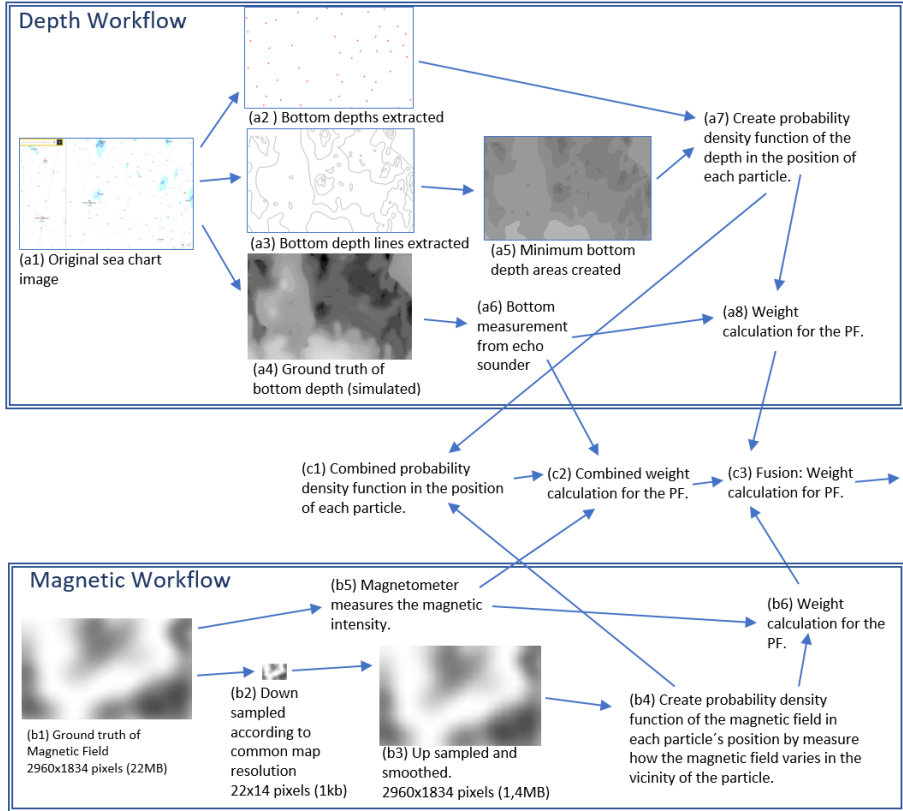 Depth Workflow
(a2 ) Bottom depths extracted
(a7) Create probability
density function of the
depth in the position of
each particle.
(a3) Bottom depth lines extracted
(a1) Original sea chart
image
(a5) Minimum bottom
depth areas created
(a6) Bottom
measurement
from echo
sounder
(a8) Weight
calculation for the PF.
(a4) Ground truth of
bottom depth (simulated)
(c1) Combined probability
density function in the position
of each particle.
(c2) Combined weight
calculation for the PF.
(c3) Fusion: Weight
calculation for PF.
Magnetic Workflow
(b5) Magnetometer
measures the magnetic
intensity.
(b6) Weight
calculation for the
PF.
(b1) Ground truth of
Magnetic Field
2960x1834 pixels (22MB)
(b2) Down
sampled
according to
common map
resolution
22x14 pixels (1kb)
(b3) Up sampled and
smoothed.
2960x1834 pixels (1,4MB)
(b4) Create probability density
function of the magnetic field in
each particle´s position by measure
how the magnetic field varies in the
vicinity of the particle.